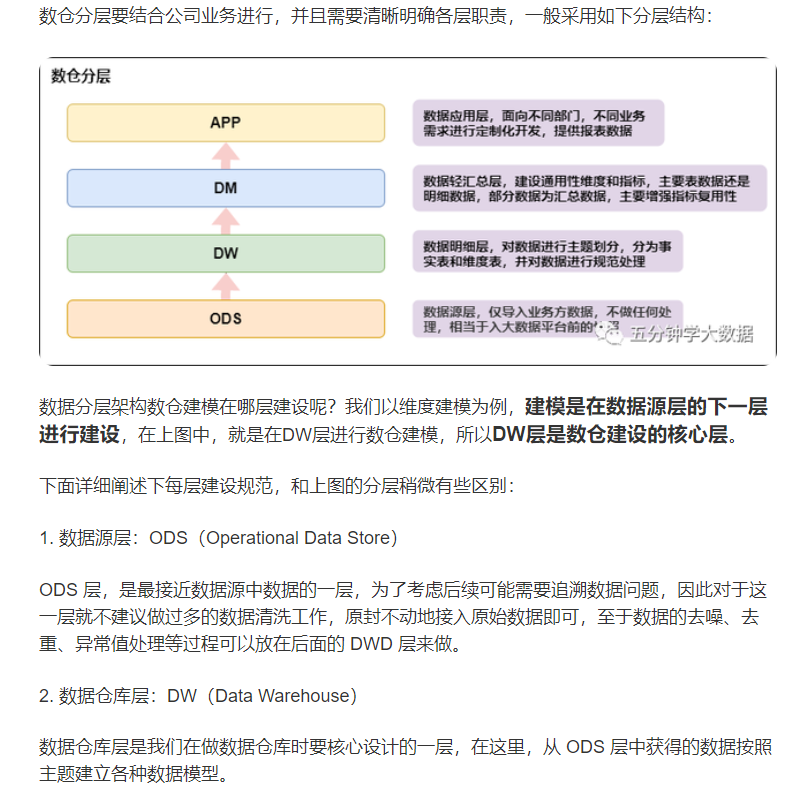 数仓分层要结合公司业务进行，并且需要清晰明确各层职责，一般采用如下分层结构：
数仓分层
APP
数据应用层，面向不同部门，不同业务
需求进行定制化开发，提供报表数据
DM
数据轻汇总层，建设通用性维度和指标，主要表数据还是
明细数据，部分数据为汇总数据，主要增强指标复用性
DW
数据明细层，对数据进行主题划分，分为事
实表和维度表，并对数据进行规范处理
ODS
数据源层，仅导入业务方数据，不做任何处
理，相当于入大数据平台前的
五分钟学大数据
数据分层架构数仓建模在哪层建设呢？我们以维度建模为例，建模是在数据源层的下一层
进行建设，在上图中，就是在DW层进行数仓建模，所以DW层是数仓建设的核心层。
下面详细阐述下每层建设规范，和上图的分层稍微有些区别：
1. 数据源层：ODS（Operational Data Store）
ODS 层，是最接近数据源中数据的一层，为了考虑后续可能需要追溯数据问题，因此对于这
一层就不建议做过多的数据清洗工作，原封不动地接入原始数据即可，至于数据的去噪、去
重、异常值处理等过程可以放在后面的 DWD 层来做。
2. 数据仓库层：DW（Data Warehouse）
数据仓库层是我们在做数据仓库时要核心设计的一层，在这里，从 ODS 层中获得的数据按照
主题建立各种数据模型。